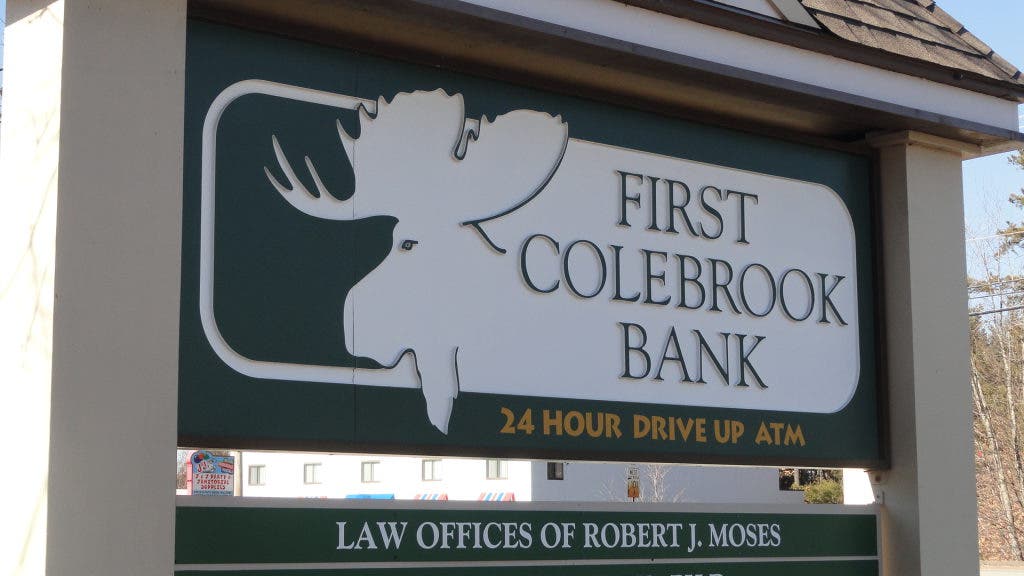 FIRST
COLEBROOK
BANK
24 HOUR DRIVE UP ATM
LAW OFFICES OF ROBERT J. MOSES